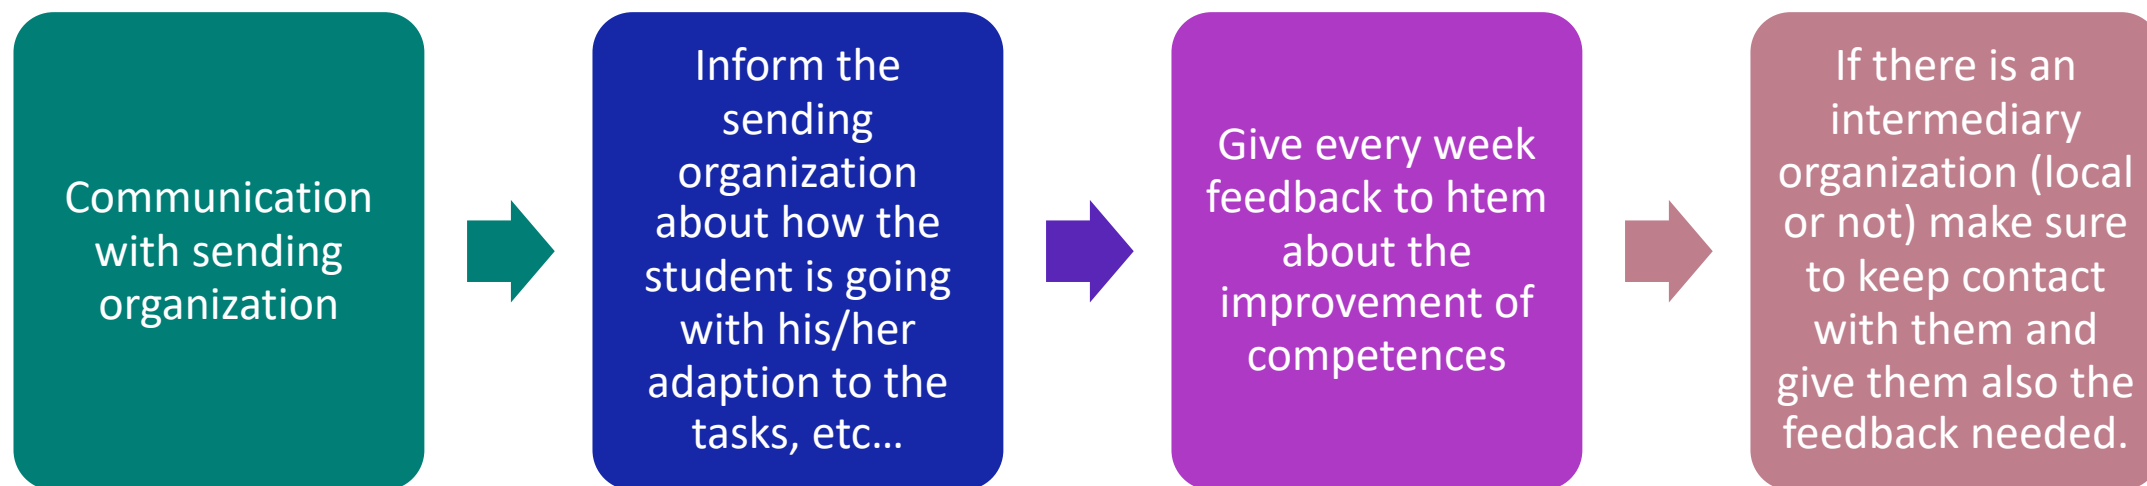 Communication
with sending
organization
Inform the
sending
organization
about how the
student is going
with his/her
adaption to the
tasks, etc…
Give every week
feedback to htem
about the
improvement of
competences
If there is an
intermediary
organization (local
or not) make sure
to keep contact
with them and
give them also the
feedback needed.